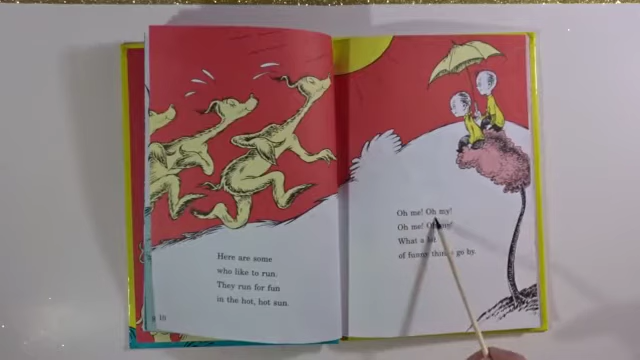 Here are some
who like to run.
They run for fun
in the hot, hot sun.
10
Oh me! Oh my!
Oh me! Oh my!
What a lot
of funny things go by.